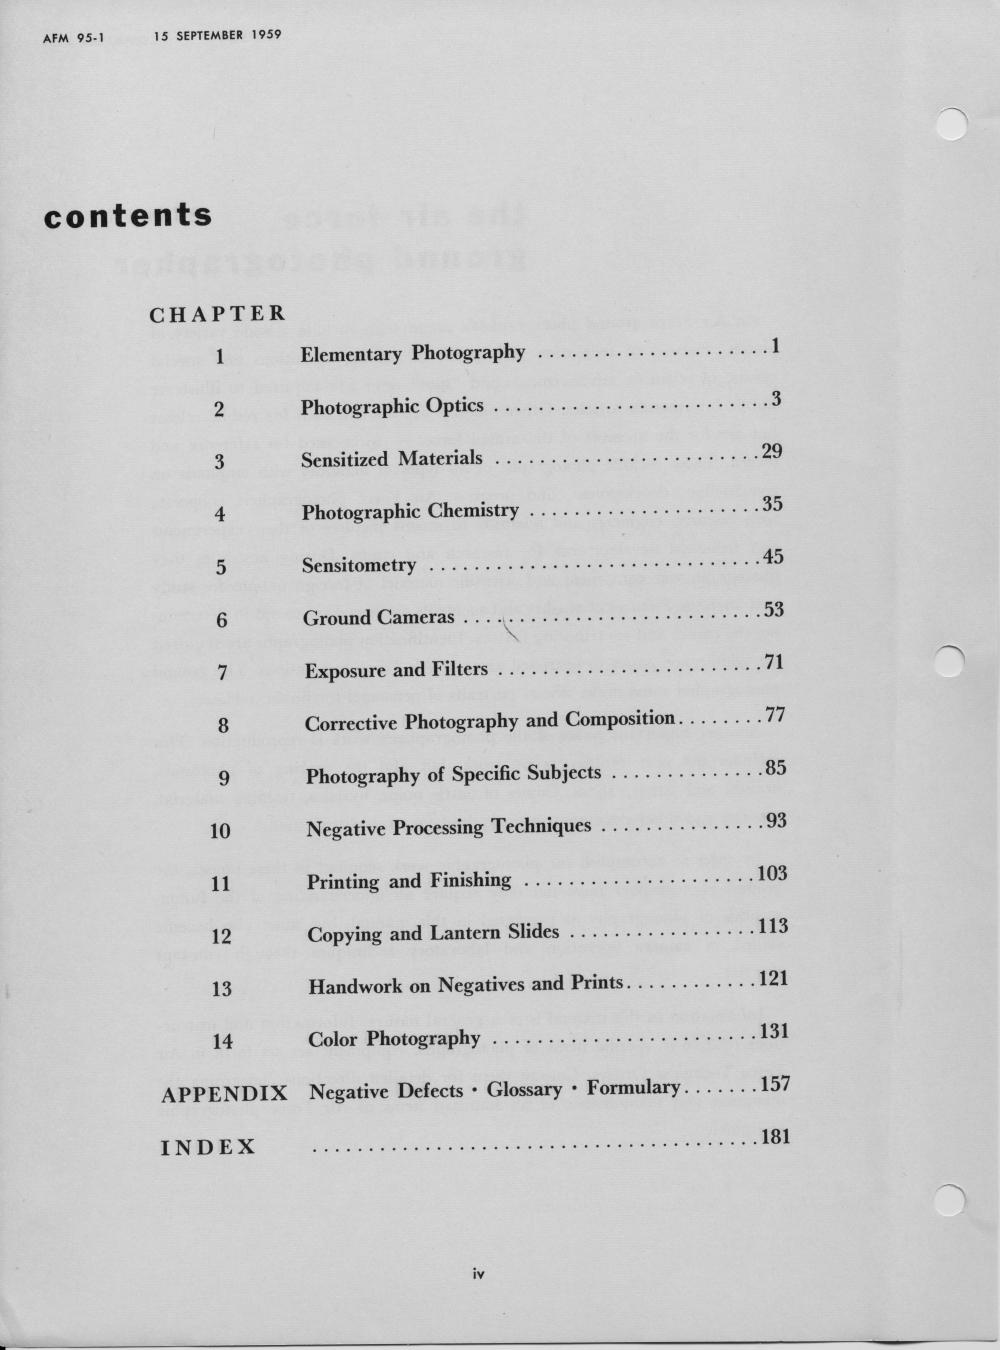 AFM 95-1 15 SEPTEMBER 1959
contents
CHAPTER
1 Elementary Photography . . . . . . . . . . . . . . . . . . . . . 1
2 Photographic Optics . . . . . . . . . . . . . . . . . . . . . . . . . 3
3 Sensitized Materials . . . . . . . . . . . . . . . . . . . . . . . . 29
4 Photographic Chemistry . . . . . . . . . . . . . . . . . . . . . 35
5 Sensitometry . . . . . . . . . . . . . . . . . . . . . . . . . . . . . . 45
6 Ground Cameras . . . . . . . . . . . . . . . . . . . . . . . . . . . 53
7 Exposure and Filters . . . . . . . . . . . . . . . . . . . . . . . . 71
8 Corrective Photography and Composition . . . . . . . . 77
9 Photography of Specific Subjects . . . . . . . . . . . . . . 85
10 Negative Processing Techniques . . . . . . . . . . . . . . . 93
11 Printing and Finishing . . . . . . . . . . . . . . . . . . . . . 103
12 Copying and Lantern Slides . . . . . . . . . . . . . . . . . 113
13 Handwork on Negatives and Prints . . . . . . . . . . . . 121
14 Color Photography . . . . . . . . . . . . . . . . . . . . . . . . 131
APPENDIX Negative Defects • Glossary • Formulary . . . . . . . 157
INDEX . . . . . . . . . . . . . . . . . . . . . . . . . . . . . . . . . . . . . . . . 181
iv